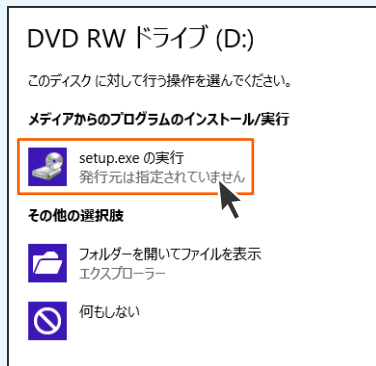 DVD RW ドライブ (D:)
このディスク に対して行う操作を選んでください。
メディアからのプログラムのインストール/実行
setup.exe の実行
発行元は指定されていません
その他の選択肢
フォルダーを開いてファイルを表示
エクスプローラー
何もしない